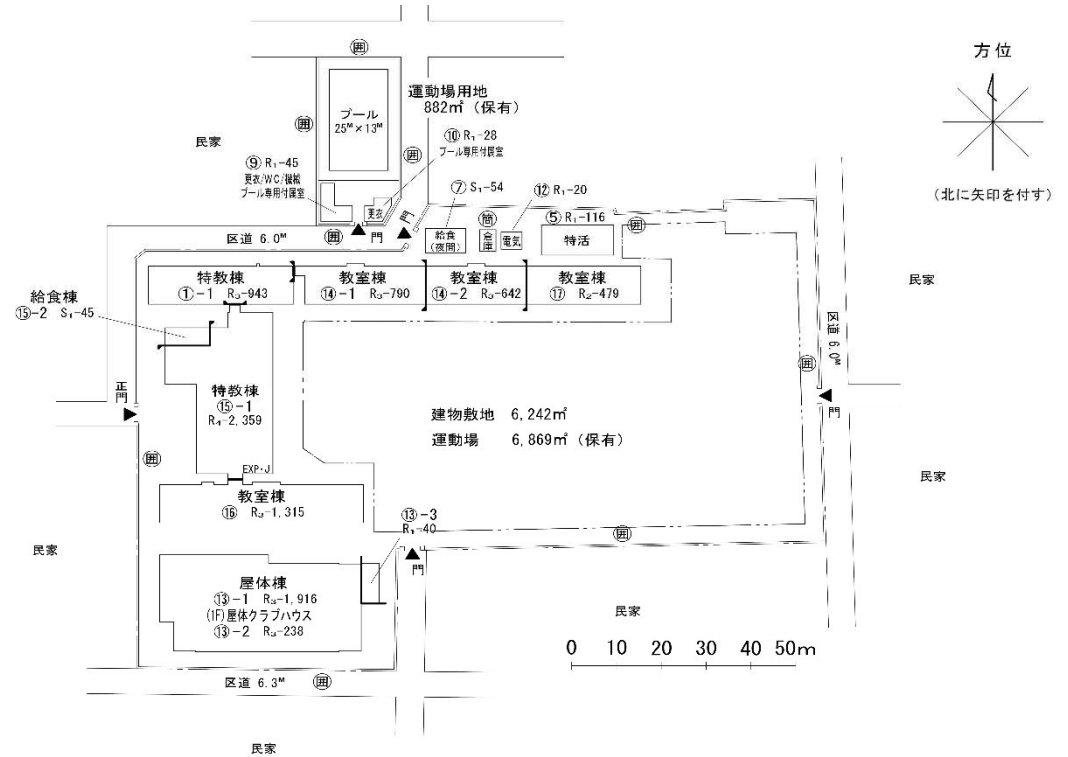 囲
運動場用地
882㎡（保有）
プール
25ᴹ×13ᴹ
囲
民家
⑩ R₁-28
プール専用付属室
囲
⑨ R₁-45
更衣/WC/機械
プール専用付属室
更衣
⑦ S₁-54
⑫ R₁-20
方位
（北に矢印を付す）
門
簡
⑤ R₁-116
囲
区道 6.0ᴹ
囲
門
給食
（夜間）
倉庫
電気
特活
特教棟
①-1 R₃-943
教室棟
⑭-1 R₃-790
教室棟
⑭-2 R₃-642
教室棟
⑰ R₂-479
民家
給食棟
⑮-2 S₁-45
区道 6.0ᴹ
囲
正門
特教棟
⑮-1
R₄-2,359
建物敷地 6,242㎡
運動場 6,869㎡（保有）
門
囲
EXP・J
民家
教室棟
⑯ R₃-1,315
⑬-3
R₁-40
囲
民家
門
屋体棟
⑬-1 R₃-1,916
(1F)屋体クラブハウス
⑬-2 R₃-238
民家
0 10 20 30 40 50m
区道 6.3ᴹ 囲
民家